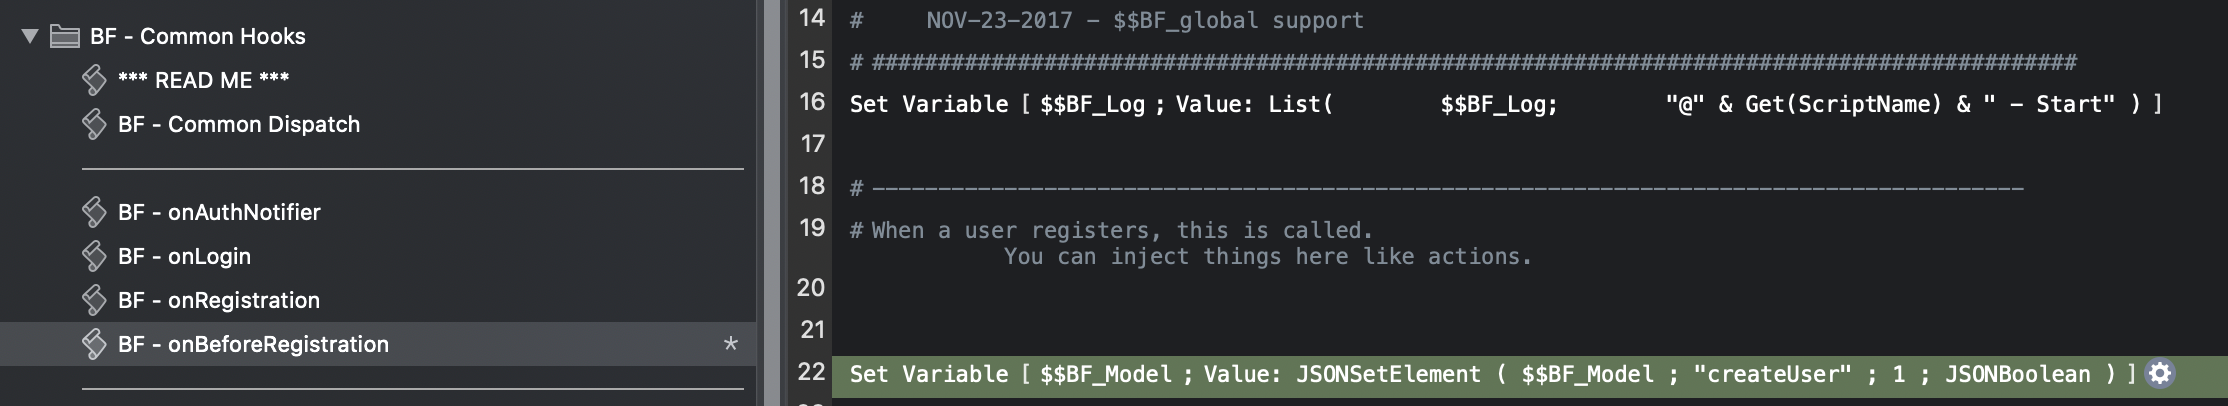 BF - Common Hooks
*** READ ME ***
BF - Common Dispatch
BF - onAuthNotifier
BF - onLogin
BF - onRegistration
BF - onBeforeRegistration *
14 # NOV-23-2017 - $$BF_global support
15 # ###########################################################################################
16 Set Variable [ $$BF_Log ; Value: List( $$BF_Log; "@" & Get(ScriptName) & " - Start" ) ]
17
18 # ---------------------------------------------------------------------------------------
19 # When a user registers, this is called.
You can inject things here like actions.
20
21
22 Set Variable [ $$BF_Model ; Value: JSONSetElement ( $$BF_Model ; "createUser" ; 1 ; JSONBoolean ) ]